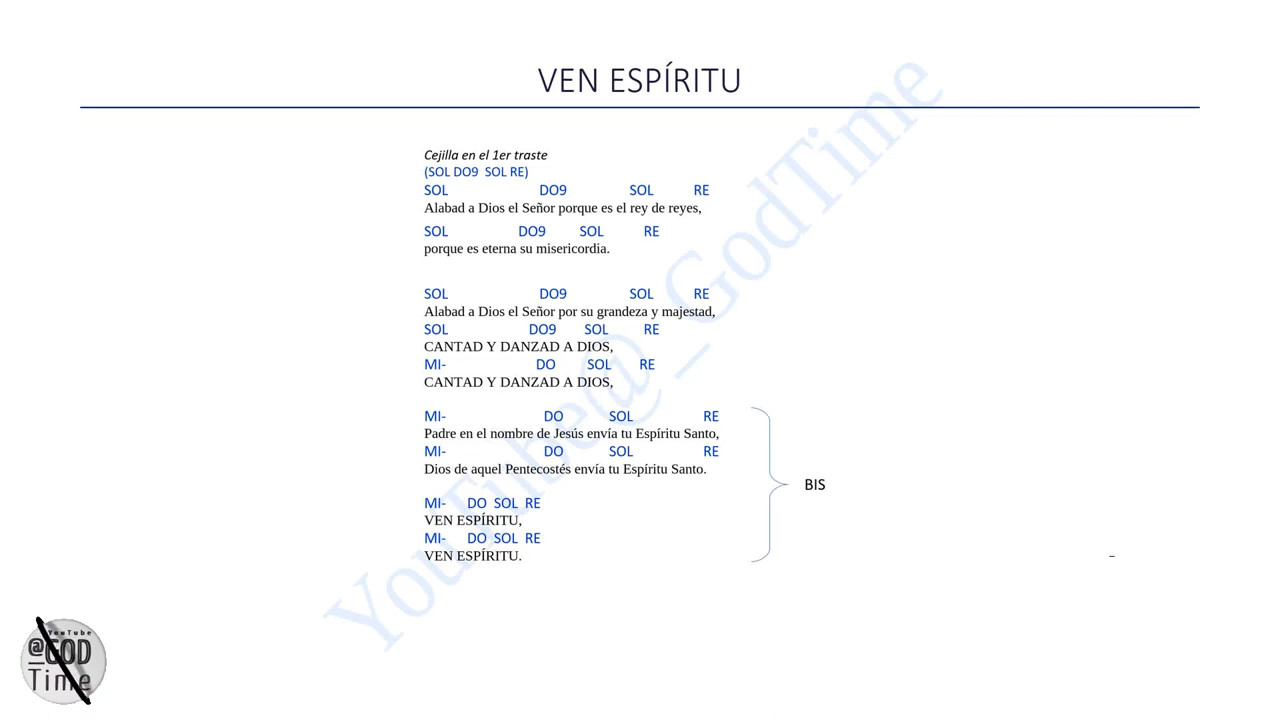 VEN ESPÍRITU
Cejilla en el 1er traste
(SOL DO9 SOL RE)
SOL DO9 SOL RE
Alabad a Dios el Señor porque es el rey de reyes,
SOL DO9 SOL RE
porque es eterna su misericordia.
SOL DO9 SOL RE
Alabad a Dios el Señor por su grandeza y majestad,
SOL DO9 SOL RE
CANTAD Y DANZAD A DIOS,
MI- DO SOL RE
CANTAD Y DANZAD A DIOS,
MI- DO SOL RE
Padre en el nombre de Jesús envía tu Espíritu Santo,
MI- DO SOL RE
Dios de aquel Pentecostés envía tu Espíritu Santo.
MI- DO SOL RE
VEN ESPÍRITU,
MI- DO SOL RE
VEN ESPÍRITU.
BIS
–
YouTube@_GodTime
YouTube
@_GOD
Time